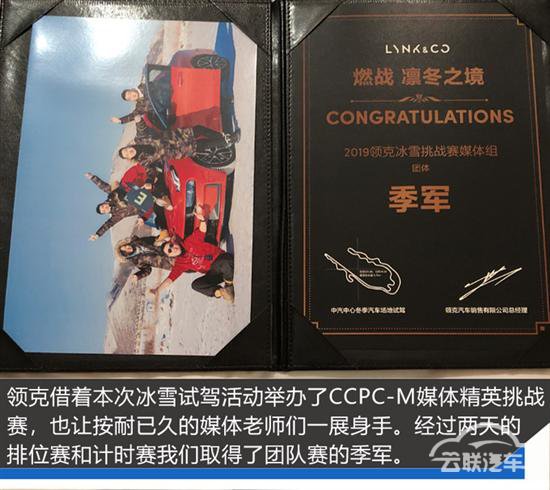 LYNK&CO
燃战 凛冬之境
CONGRATULATIONS
2019领克冰雪挑战赛媒体组
团体
季军
中汽中心冬季汽车场地试驾
领克汽车销售有限公司总经理
领克借着本次冰雪试驾活动举办了CCPC-M媒体精英挑战
赛，也让按耐已久的媒体老师们一展身手。经过两天的
排位赛和计时赛我们取得了团队赛的季军。
云联汽车